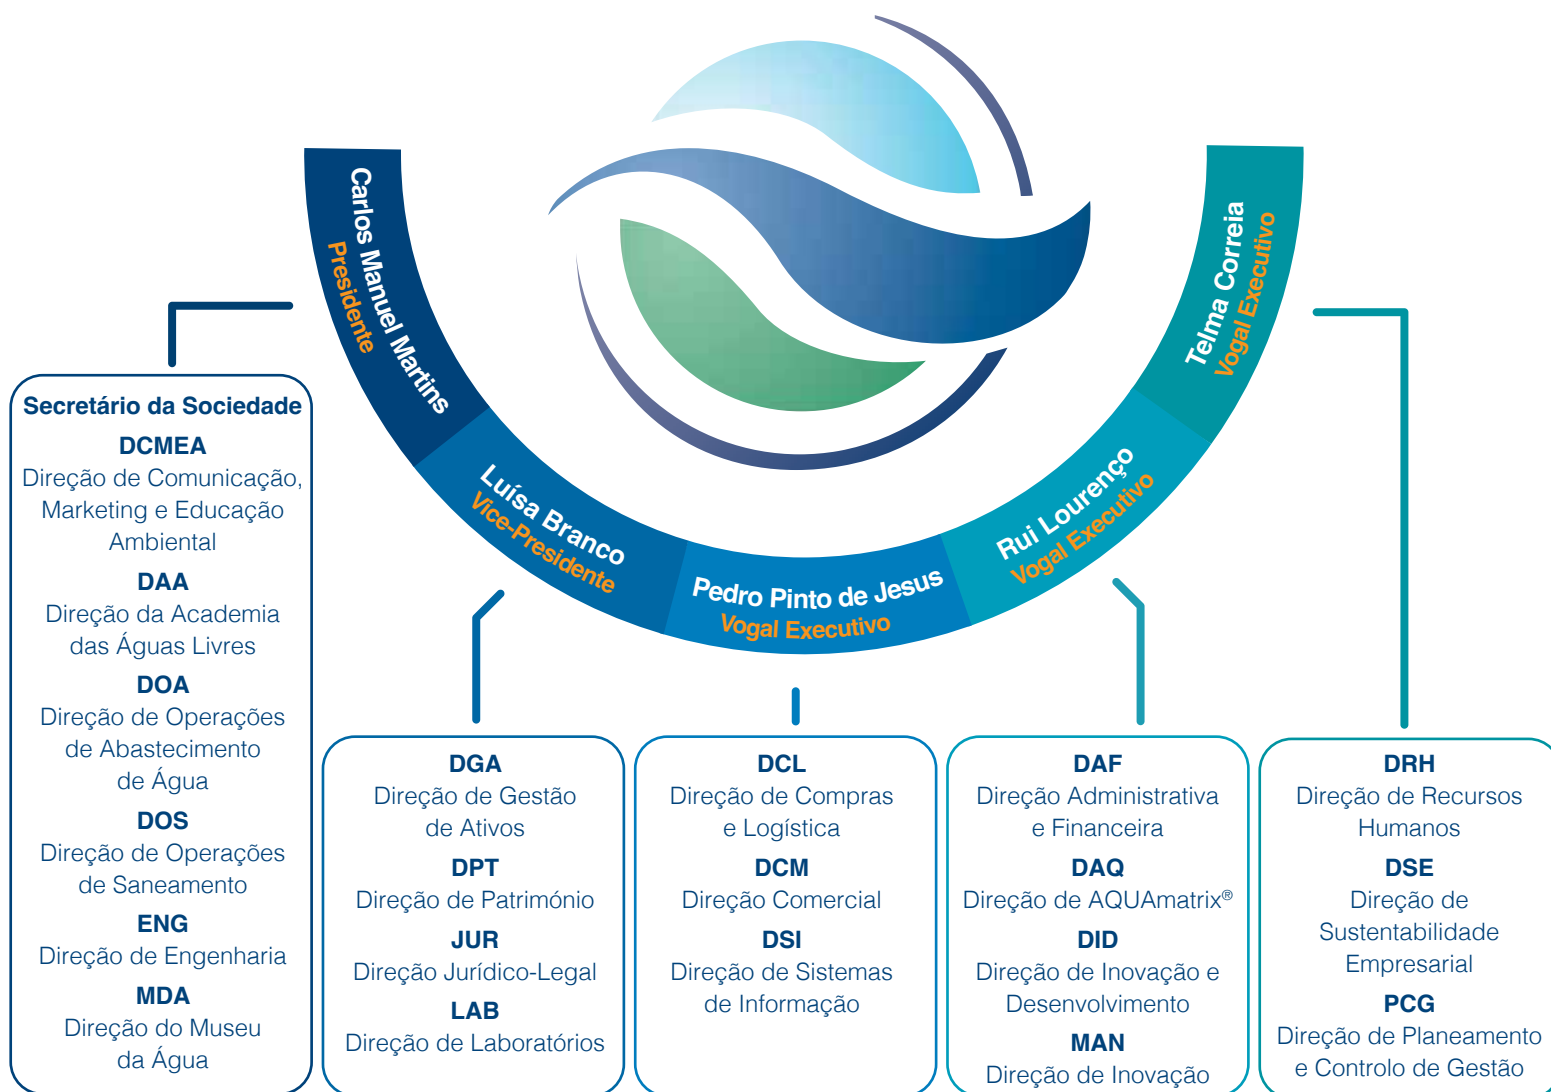 Carlos Manuel Martins
Presidente
Luísa Branco
Vice-Presidente
Pedro Pinto de Jesus
Vogal Executivo
Rui Lourenço
Vogal Executivo
Telma Correia
Vogal Executivo
Secretário da Sociedade
DCMEA
Direção de Comunicação,
Marketing e Educação
Ambiental
DAA
Direção da Academia
das Águas Livres
DOA
Direção de Operações
de Abastecimento
de Água
DOS
Direção de Operações
de Saneamento
ENG
Direção de Engenharia
MDA
Direção do Museu
da Água
DGA
Direção de Gestão
de Ativos
DPT
Direção de Património
JUR
Direção Jurídico-Legal
LAB
Direção de Laboratórios
DCL
Direção de Compras
e Logística
DCM
Direção Comercial
DSI
Direção de Sistemas
de Informação
DAF
Direção Administrativa
e Financeira
DAQ
Direção de AQUAmatrix®
DID
Direção de Inovação e
Desenvolvimento
MAN
Direção de Inovação
DRH
Direção de Recursos
Humanos
DSE
Direção de
Sustentabilidade
Empresarial
PCG
Direção de Planeamento
e Controlo de Gestão